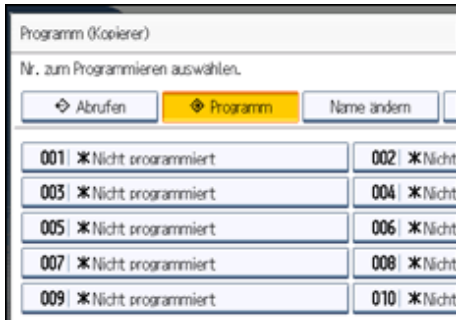 Programm (Kopierer)
Nr. zum Programmieren auswählen.
Abrufen Programm Name ändern
001 ✱Nicht programmiert 002 ✱Nicht
003 ✱Nicht programmiert 004 ✱Nicht
005 ✱Nicht programmiert 006 ✱Nicht
007 ✱Nicht programmiert 008 ✱Nicht
009 ✱Nicht programmiert 010 ✱Nicht